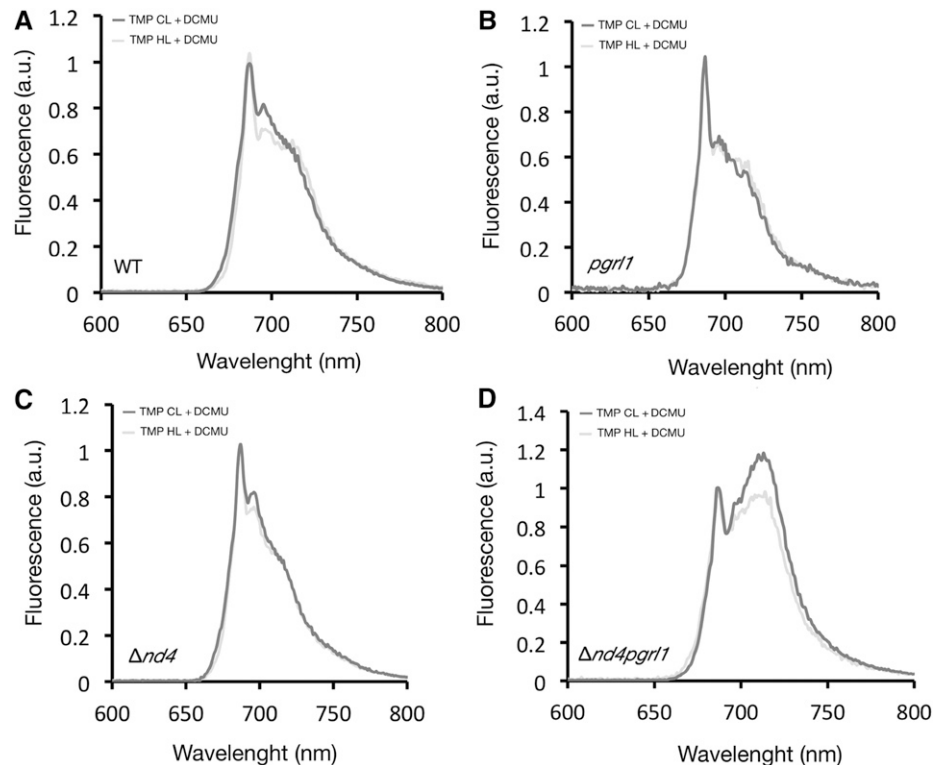 A
TMP CL + DCMU
TMP HL + DCMU
1.2
1
0.8
0.6
0.4
0.2
0
Fluorescence (a.u.)
WT
600 650 700 750 800
Wavelenght (nm)
B
TMP CL + DCMU
TMP HL + DCMU
1.2
1
0.8
0.6
0.4
0.2
0
Fluorescence (a.u.)
pgrl1
600 650 700 750 800
Wavelenght (nm)
C
TMP CL + DCMU
TMP HL + DCMU
1.2
1
0.8
0.6
0.4
0.2
0
Fluorescence (a.u.)
Δnd4
600 650 700 750 800
Wavelenght (nm)
D
TMP CL + DCMU
TMP HL + DCMU
1.4
1.2
1
0.8
0.6
0.4
0.2
0
Fluorescence (a.u.)
Δnd4pgrl1
600 650 700 750 800
Wavelenght (nm)